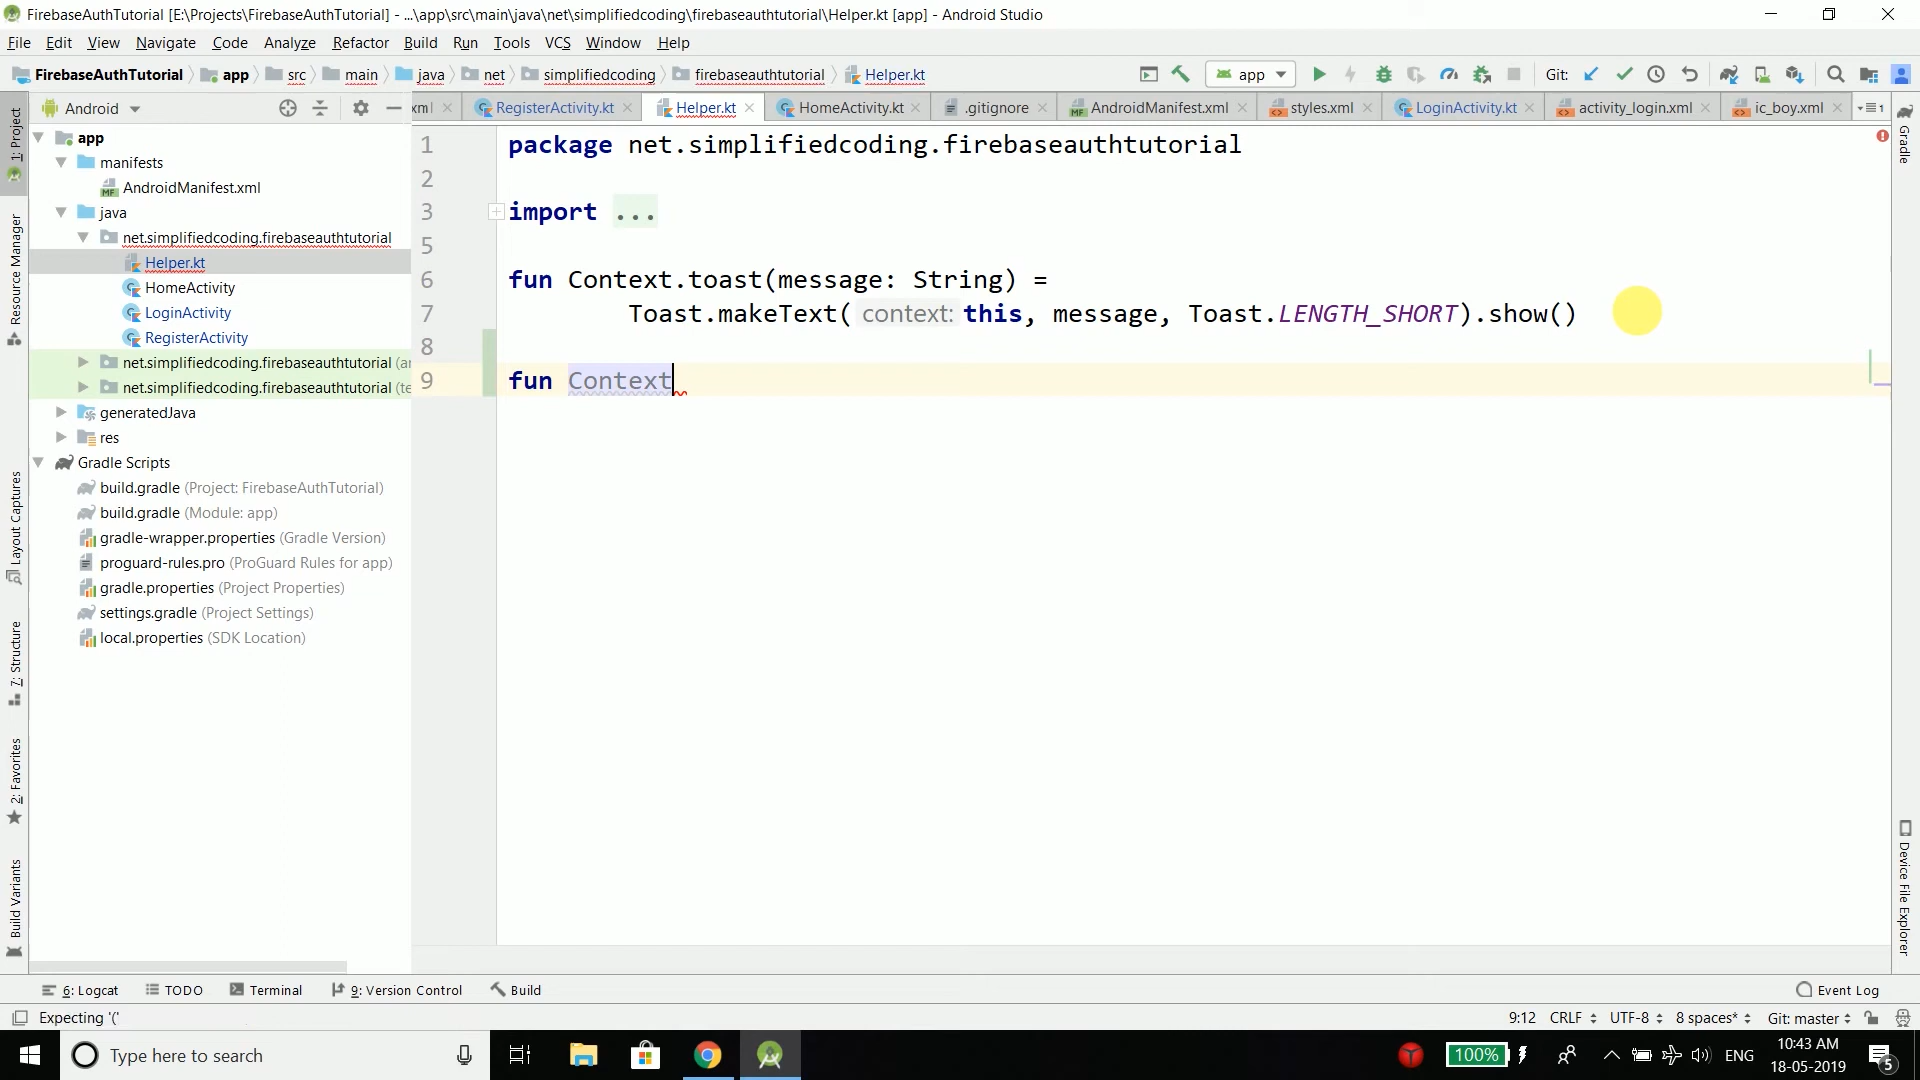 FirebaseAuthTutorial [E:\Projects\FirebaseAuthTutorial] - ...\app\src\main\java\net\simplifiedcoding\firebaseauthtutorial\Helper.kt [app] - Android Studio
File Edit View Navigate Code Analyze Refactor Build Run Tools VCS Window Help
FirebaseAuthTutorial app src main java net simplifiedcoding firebaseauthtutorial Helper.kt app Git:
Android xml RegisterActivity.kt Helper.kt HomeActivity.kt .gitignore AndroidManifest.xml styles.xml LoginActivity.kt activity_login.xml ic_boy.xml 1
app
manifests
AndroidManifest.xml
java
net.simplifiedcoding.firebaseauthtutorial
Helper.kt
HomeActivity
LoginActivity
RegisterActivity
net.simplifiedcoding.firebaseauthtutorial (ar
net.simplifiedcoding.firebaseauthtutorial (te
generatedJava
res
Gradle Scripts
build.gradle (Project: FirebaseAuthTutorial)
build.gradle (Module: app)
gradle-wrapper.properties (Gradle Version)
proguard-rules.pro (ProGuard Rules for app)
gradle.properties (Project Properties)
settings.gradle (Project Settings)
local.properties (SDK Location)
1 package net.simplifiedcoding.firebaseauthtutorial
2
3 import ...
5
6 fun Context.toast(message: String) =
7 Toast.makeText( context: this, message, Toast.LENGTH_SHORT).show()
8
9 fun Context
1: Project
Resource Manager
Layout Captures
7: Structure
2: Favorites
Build Variants
Gradle
Device File Explorer
6: Logcat TODO Terminal 9: Version Control Build Event Log
Expecting '(' 9:12 CRLF UTF-8 8 spaces* Git: master
Type here to search 100% ENG 10:43 AM 5
18-05-2019